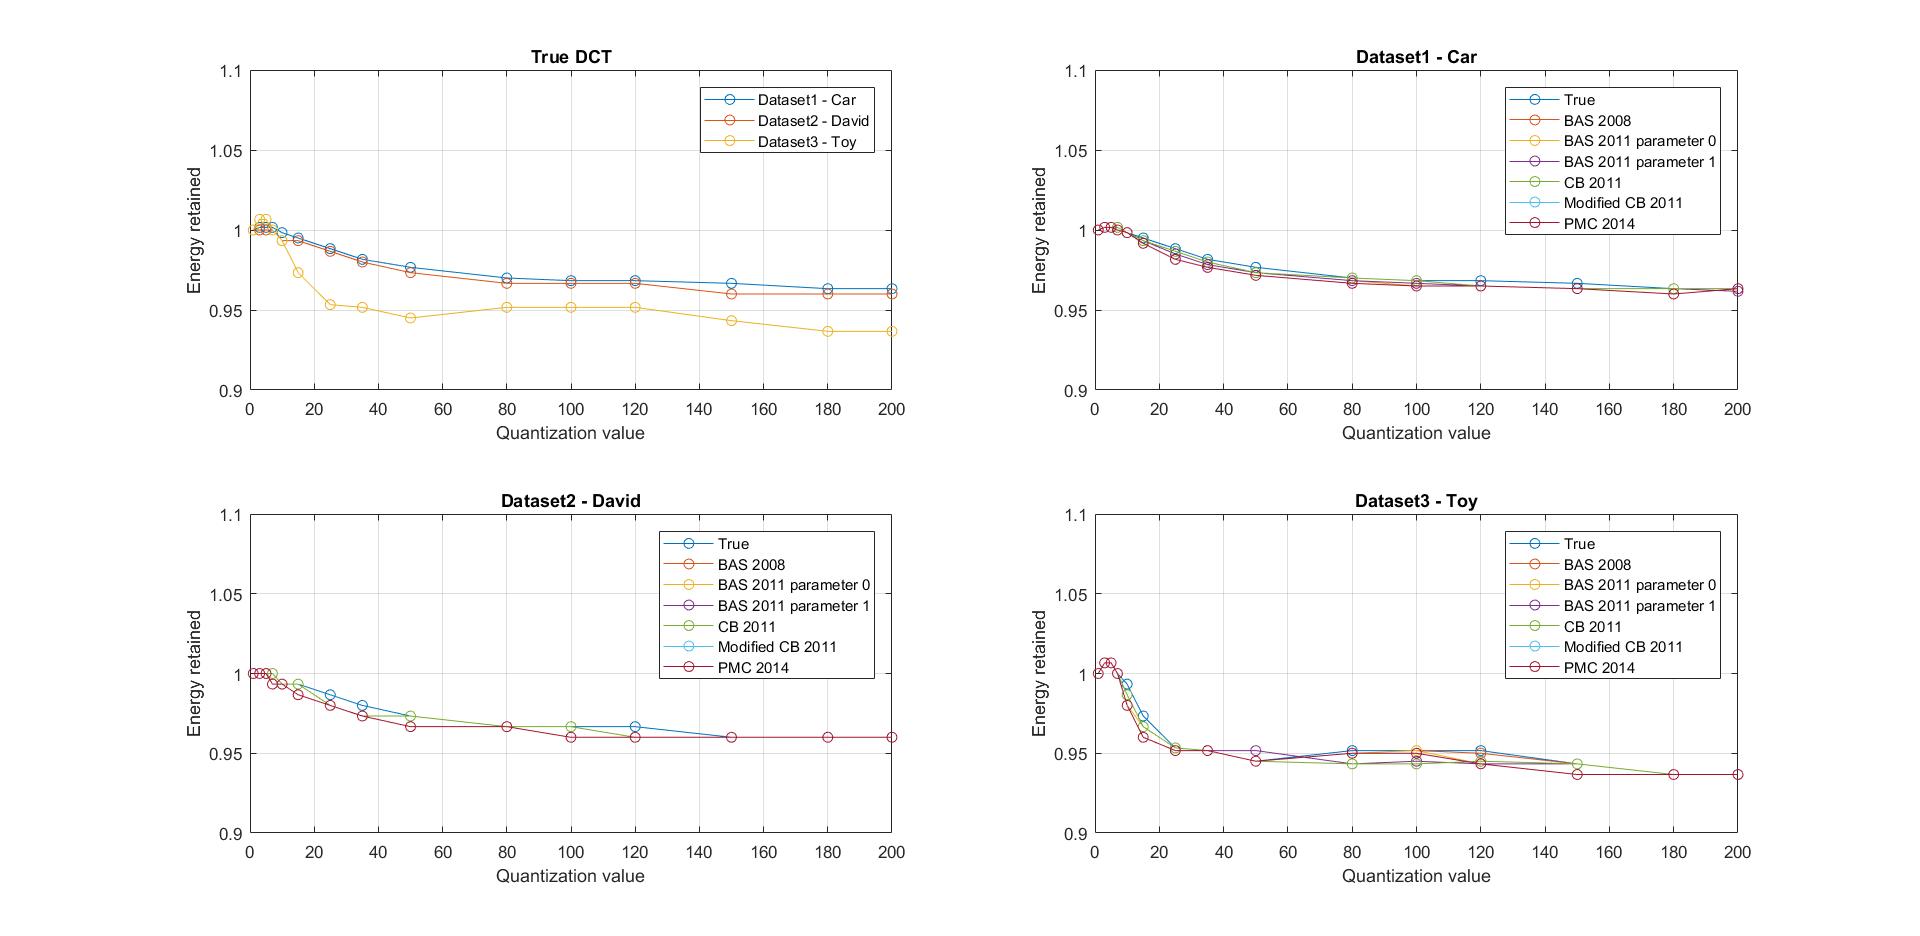 True DCT
1.1
1.05
1
0.95
0.9
Energy retained
0 20 40 60 80 100 120 140 160 180 200
Quantization value
Dataset1 - Car
Dataset2 - David
Dataset3 - Toy
Dataset1 - Car
1.1
1.05
1
0.95
0.9
Energy retained
0 20 40 60 80 100 120 140 160 180 200
Quantization value
True
BAS 2008
BAS 2011 parameter 0
BAS 2011 parameter 1
CB 2011
Modified CB 2011
PMC 2014
Dataset2 - David
1.1
1.05
1
0.95
0.9
Energy retained
0 20 40 60 80 100 120 140 160 180 200
Quantization value
True
BAS 2008
BAS 2011 parameter 0
BAS 2011 parameter 1
CB 2011
Modified CB 2011
PMC 2014
Dataset3 - Toy
1.1
1.05
1
0.95
0.9
Energy retained
0 20 40 60 80 100 120 140 160 180 200
Quantization value
True
BAS 2008
BAS 2011 parameter 0
BAS 2011 parameter 1
CB 2011
Modified CB 2011
PMC 2014